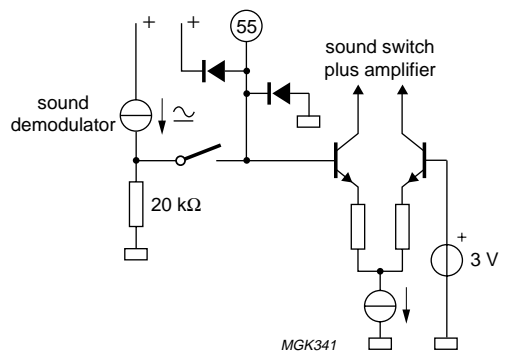 +
+
55
sound switch
plus amplifier
sound
demodulator
20 kΩ
+
3 V
MGK341